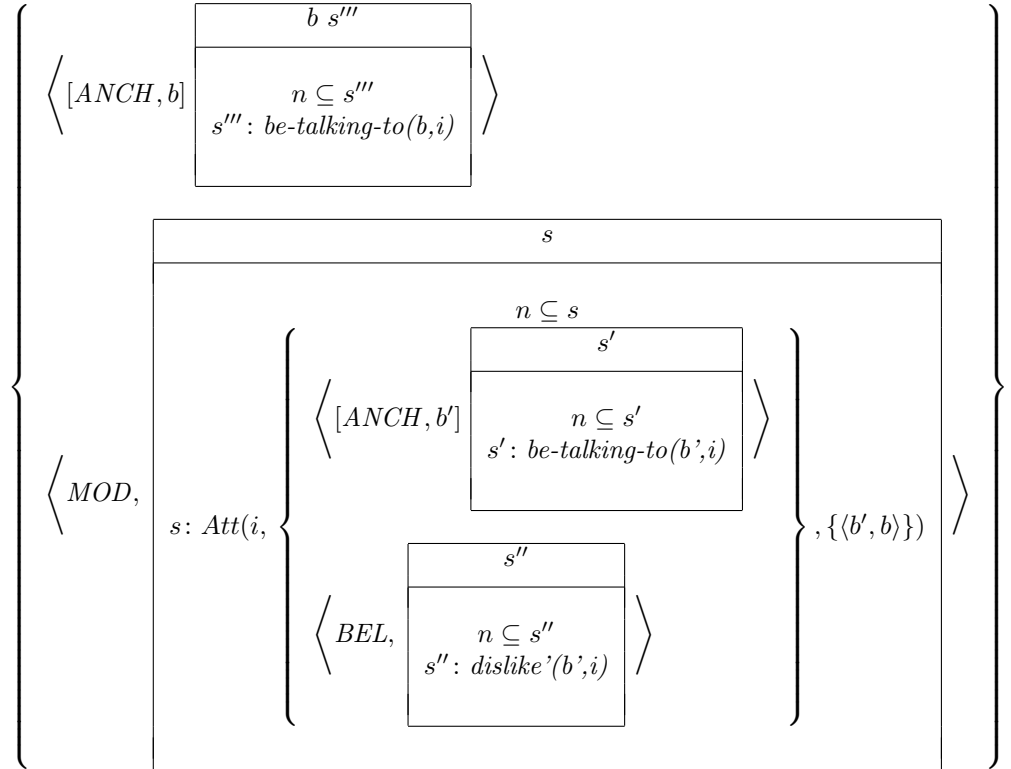 b s′′′
⟨[ANCH, b]
n ⊆ s′′′
s′′′: be-talking-to(b,i)
⟩
s
n ⊆ s
s′
⟨[ANCH, b′]
n ⊆ s′
s′: be-talking-to(b',i)
⟩
⟨MOD,
s: Att(i,
, {⟨b′, b⟩})
⟩
s′′
⟨BEL,
n ⊆ s′′
s′′: dislike'(b',i)
⟩